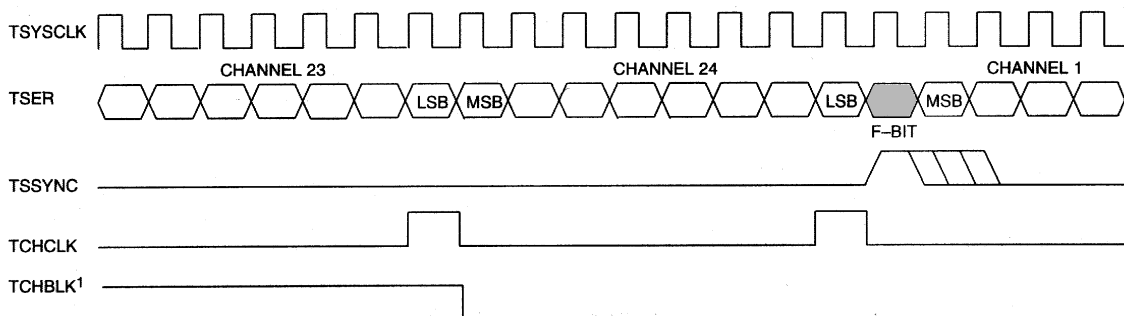 TSYSCLK
CHANNEL 23 CHANNEL 24 CHANNEL 1
TSER LSB MSB LSB MSB
F–BIT
TSSYNC
TCHCLK
TCHBLK1